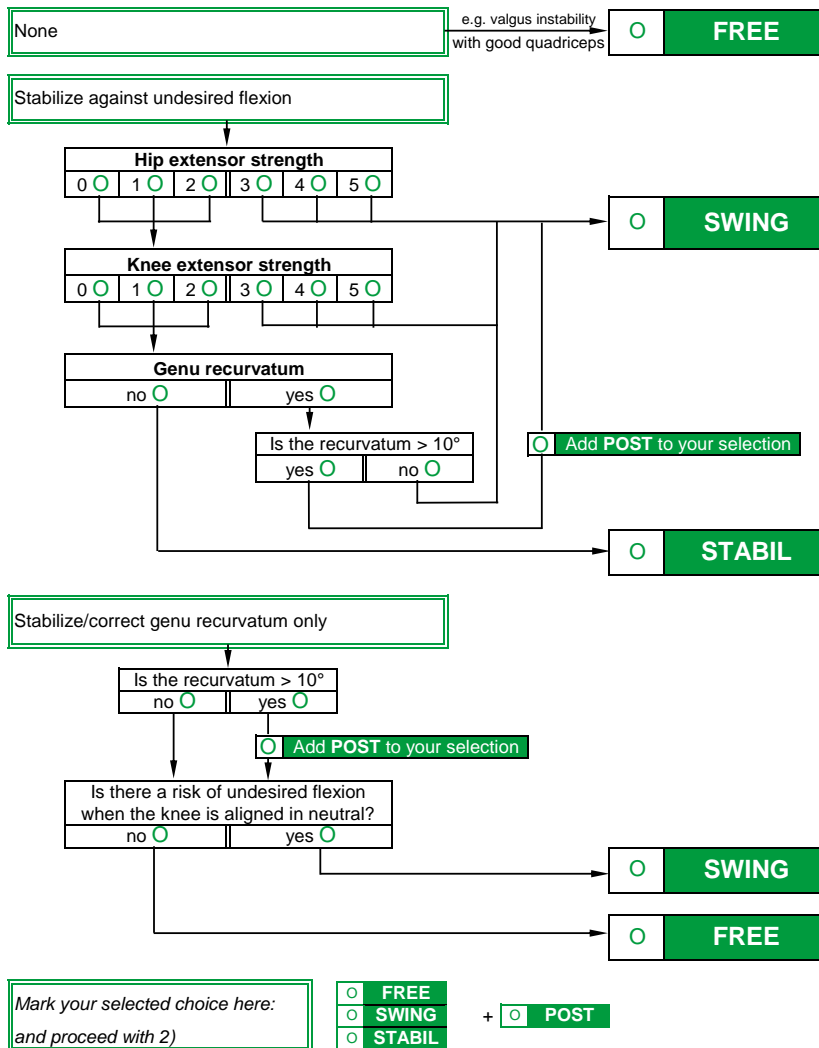 None
e.g. valgus instability
with good quadriceps
O FREE
Stabilize against undesired flexion
Hip extensor strength
0 O 1 O 2 O 3 O 4 O 5 O
O SWING
Knee extensor strength
0 O 1 O 2 O 3 O 4 O 5 O
Genu recurvatum
no O yes O
Is the recurvatum > 10°
yes O no O
O Add POST to your selection
O STABIL
Stabilize/correct genu recurvatum only
Is the recurvatum > 10°
no O yes O
O Add POST to your selection
Is there a risk of undesired flexion
when the knee is aligned in neutral?
no O yes O
O SWING
O FREE
Mark your selected choice here:
and proceed with 2)
O FREE
O SWING + O POST
O STABIL